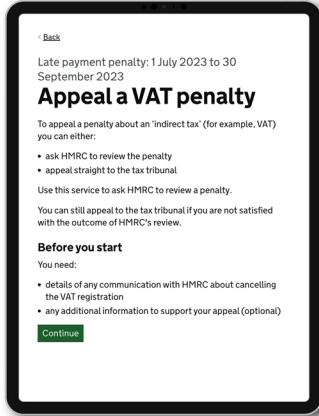 Back
Late payment penalty: 1 July 2023 to 30
September 2023
Appeal a VAT penalty
To appeal a penalty about an 'indirect tax' (for example, VAT)
you can either:
• ask HMRC to review the penalty
• appeal straight to the tax tribunal
Use this service to ask HMRC to review a penalty.
You can still appeal to the tax tribunal if you are not satisfied
with the outcome of HMRC's review.
Before you start
You need:
• details of any communication with HMRC about cancelling
the VAT registration
• any additional information to support your appeal (optional)
Continue